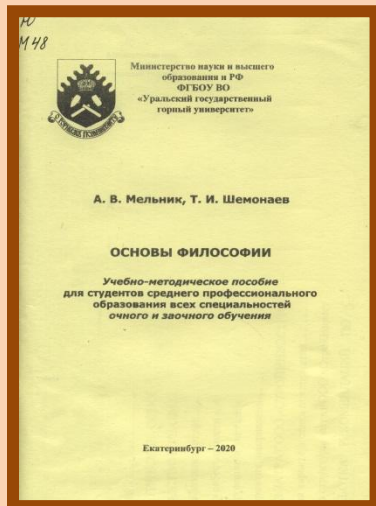 Ю
М 48
Министерство науки и высшего
образования и РФ
ФГБОУ ВО
«Уральский государственный
горный университет»
А. В. Мельник, Т. И. Шемонаев
ОСНОВЫ ФИЛОСОФИИ
Учебно-методическое пособие
для студентов среднего профессионального
образования всех специальностей
очного и заочного обучения
Екатеринбург – 2020